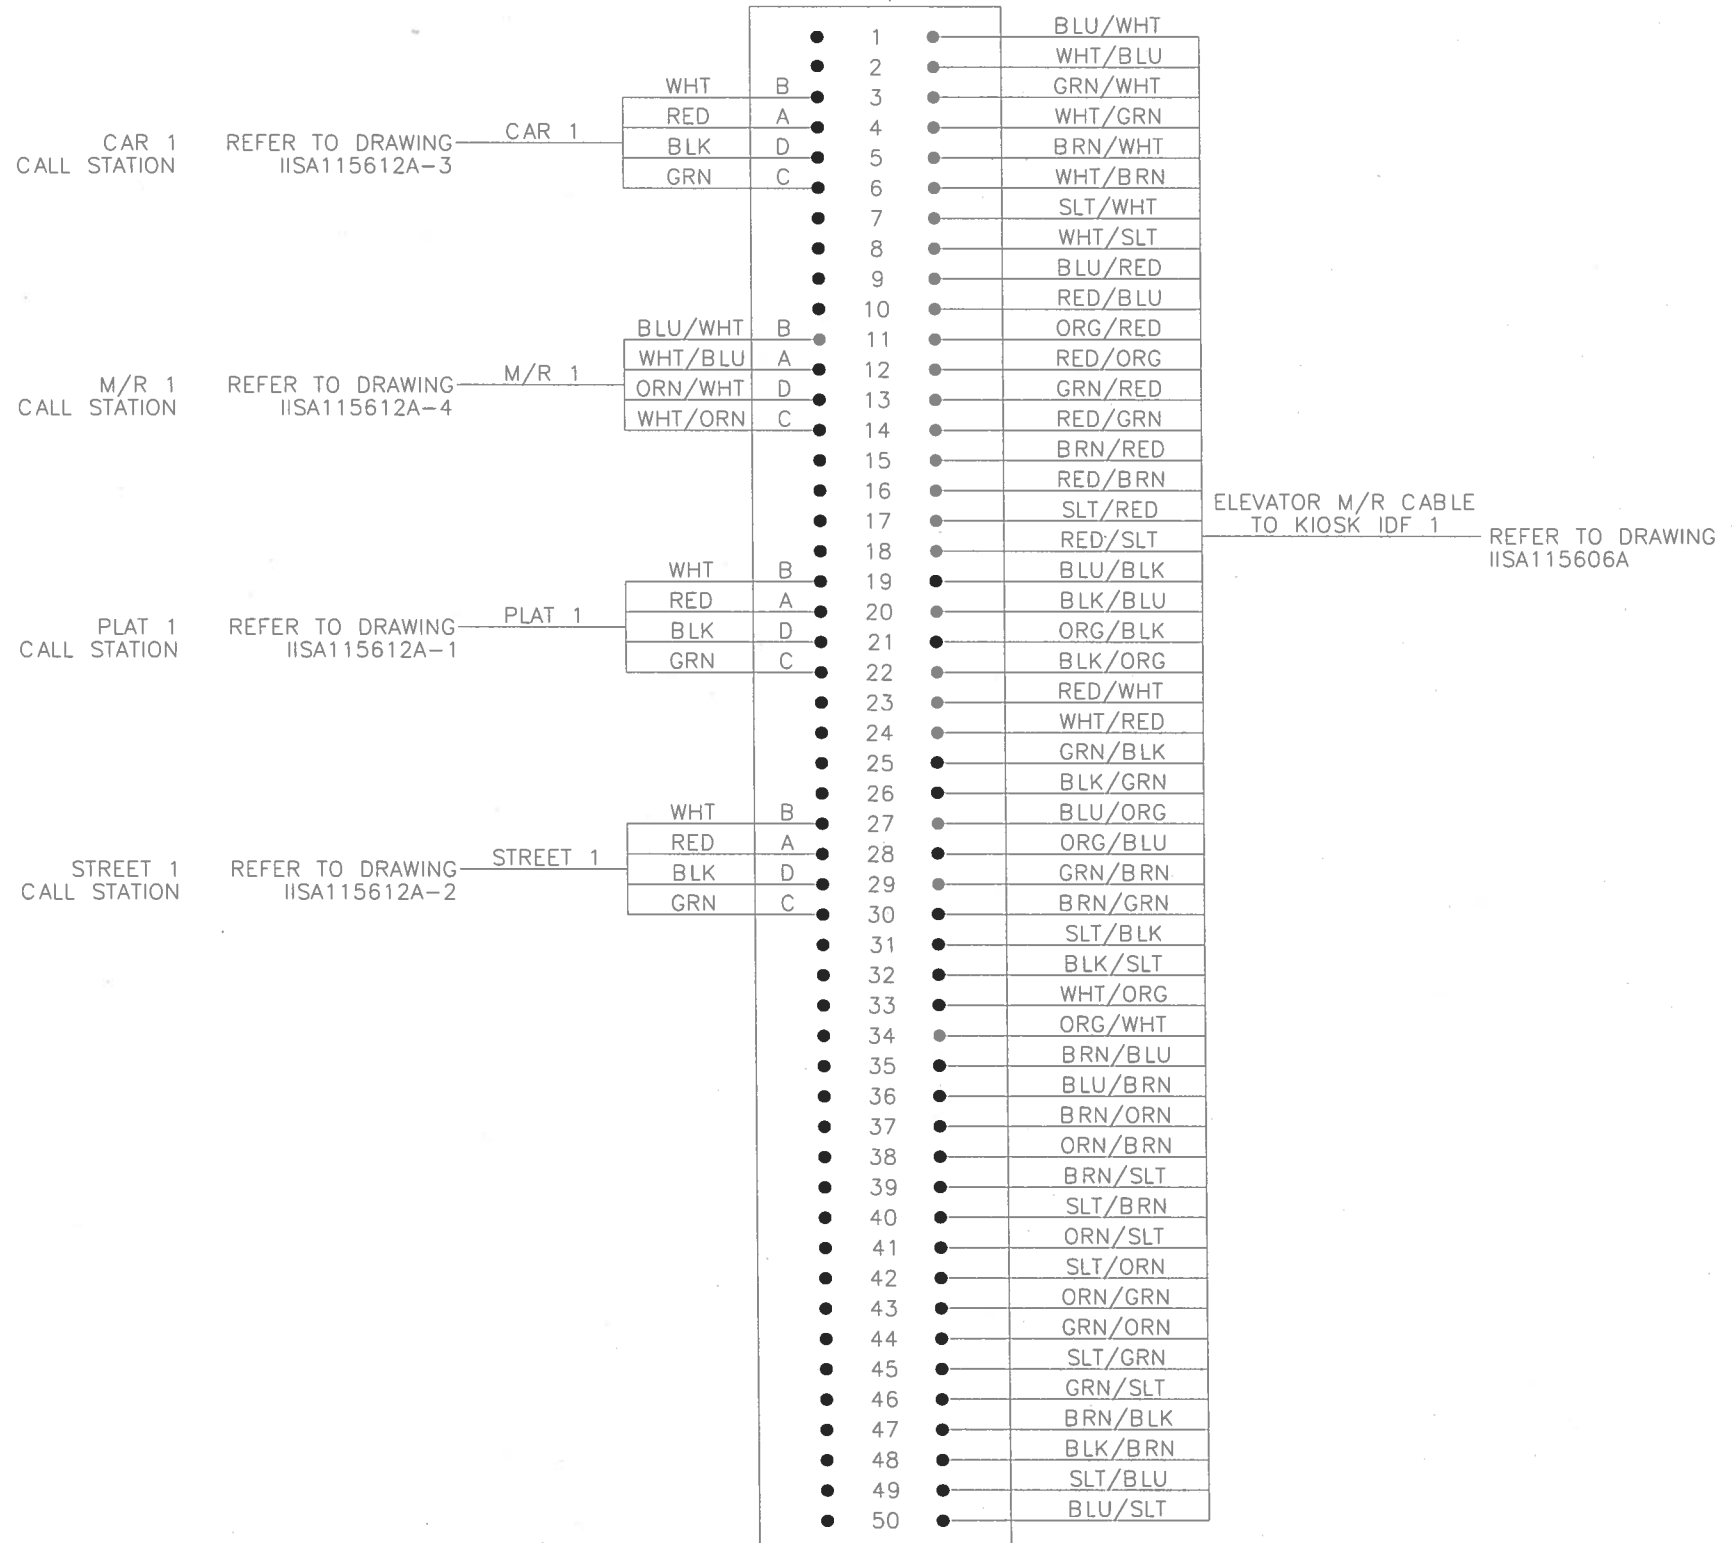 1 BLU/WHT
2 WHT/BLU
WHT B 3 GRN/WHT
RED A 4 WHT/GRN
CAR 1 REFER TO DRAWING CAR 1
BLK D 5 BRN/WHT
CALL STATION IISA115612A-3
GRN C 6 WHT/BRN
7 SLT/WHT
8 WHT/SLT
9 BLU/RED
10 RED/BLU
BLU/WHT B 11 ORG/RED
WHT/BLU A 12 RED/ORG
M/R 1 REFER TO DRAWING M/R 1
ORN/WHT D 13 GRN/RED
CALL STATION IISA115612A-4
WHT/ORN C 14 RED/GRN
15 BRN/RED
16 RED/BRN
17 SLT/RED
ELEVATOR M/R CABLE
TO KIOSK IDF 1
REFER TO DRAWING
IISA115606A
18 RED/SLT
WHT B 19 BLU/BLK
RED A 20 BLK/BLU
PLAT 1 REFER TO DRAWING PLAT 1
BLK D 21 ORG/BLK
CALL STATION IISA115612A-1
GRN C 22 BLK/ORG
23 RED/WHT
24 WHT/RED
25 GRN/BLK
26 BLK/GRN
WHT B 27 BLU/ORG
RED A 28 ORG/BLU
STREET 1 REFER TO DRAWING STREET 1
BLK D 29 GRN/BRN
CALL STATION IISA115612A-2
GRN C 30 BRN/GRN
31 SLT/BLK
32 BLK/SLT
33 WHT/ORG
34 ORG/WHT
35 BRN/BLU
36 BLU/BRN
37 BRN/ORN
38 ORN/BRN
39 BRN/SLT
40 SLT/BRN
41 ORN/SLT
42 SLT/ORN
43 ORN/GRN
44 GRN/ORN
45 SLT/GRN
46 GRN/SLT
47 BRN/BLK
48 BLK/BRN
49 SLT/BLU
50 BLU/SLT